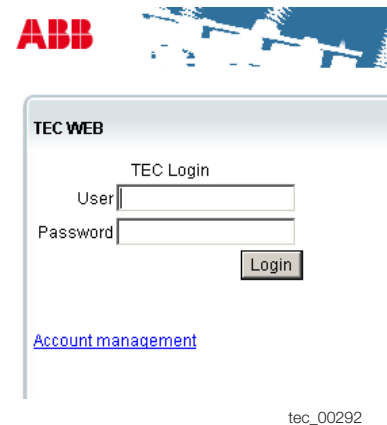 ABB
TEC WEB
TEC Login
User
Password
Login
Account management
tec_00292